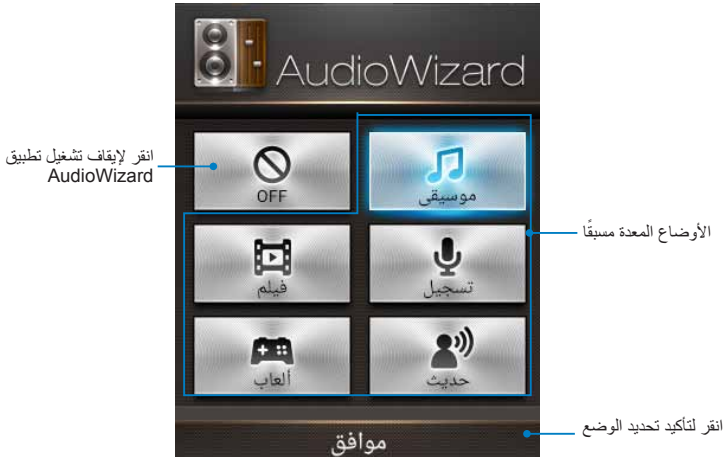 AudioWizard
انقر لإيقاف تشغيل تطبيق
AudioWizard
OFF
موسيقى
الأوضاع المعدة مسبقًا
فيلم
تسجيل
ألعاب
حديث
انقر لتأكيد تحديد الوضع
موافق